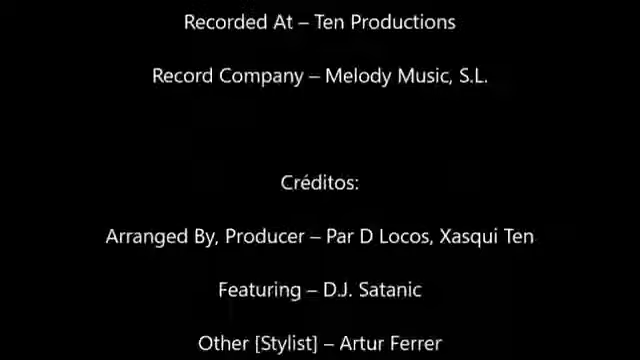 Recorded At – Ten Productions
Record Company – Melody Music, S.L.
Créditos:
Arranged By, Producer – Par D Locos, Xasqui Ten
Featuring – D.J. Satanic
Other [Stylist] – Artur Ferrer